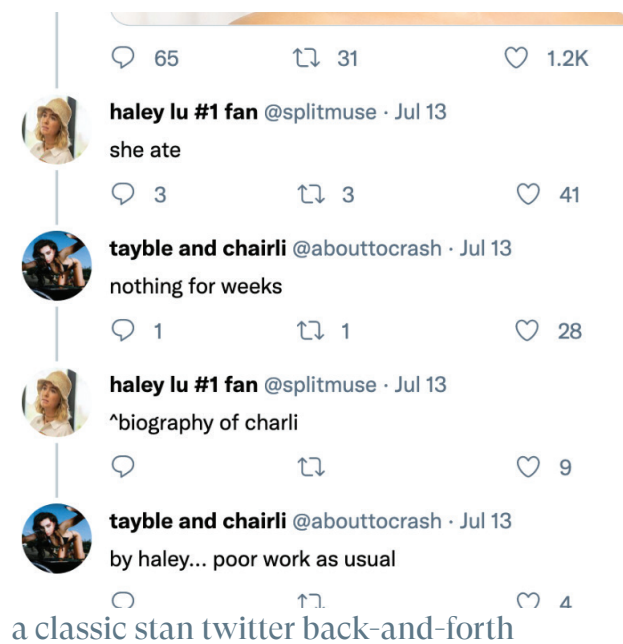 65 31 1.2K
haley lu #1 fan @splitmuse · Jul 13
she ate
3 3 41
tayble and chairli @abouttocrash · Jul 13
nothing for weeks
1 1 28
haley lu #1 fan @splitmuse · Jul 13
^biography of charli
9
tayble and chairli @abouttocrash · Jul 13
by haley... poor work as usual
4
a classic stan twitter back-and-forth